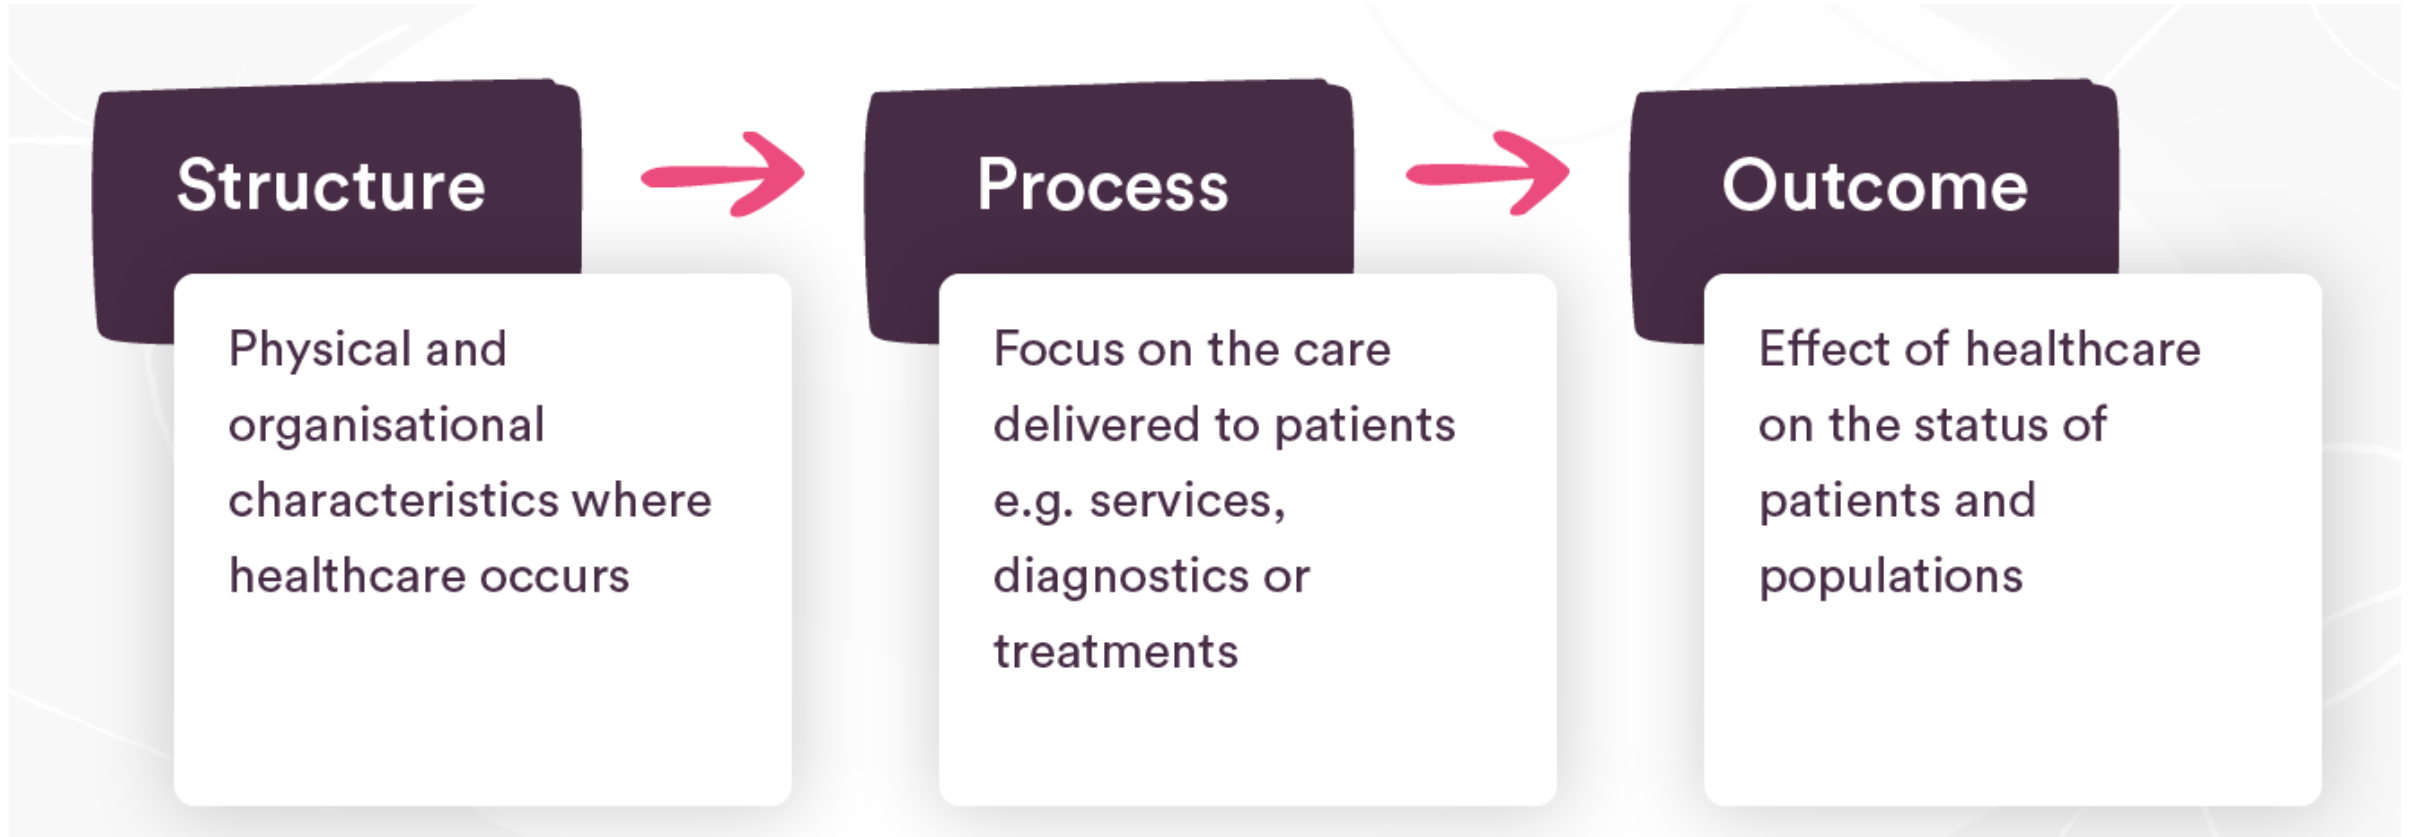 Structure
Physical and
organisational
characteristics where
healthcare occurs
Process
Focus on the care
delivered to patients
e.g. services,
diagnostics or
treatments
Outcome
Effect of healthcare
on the status of
patients and
populations